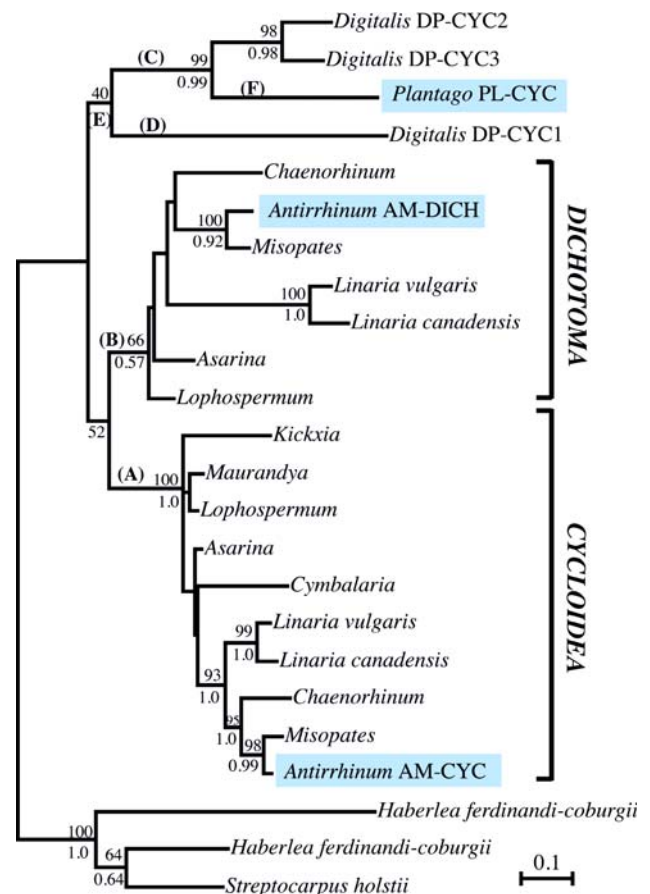 98
Digitalis DP-CYC2
(C)
99
0.98
Digitalis DP-CYC3
0.99
(F)
Plantago PL-CYC
40
(E)
(D)
Digitalis DP-CYC1
Chaenorhinum
100
Antirrhinum AM-DICH
0.92
Misopates
100
Linaria vulgaris
1.0
Linaria canadensis
(B) 66
0.57
Asarina
Lophospermum
DICHOTOMA
52
Kickxia
(A)
100
1.0
Maurandya
Lophospermum
Asarina
Cymbalaria
99
Linaria vulgaris
1.0
Linaria canadensis
93
1.0
Chaenorhinum
95
1.0
Misopates
98
0.99
Antirrhinum AM-CYC
CYCLOIDEA
Haberlea ferdinandi-coburgii
100
1.0
64
Haberlea ferdinandi-coburgii
0.64
Streptocarpus holstii
0.1